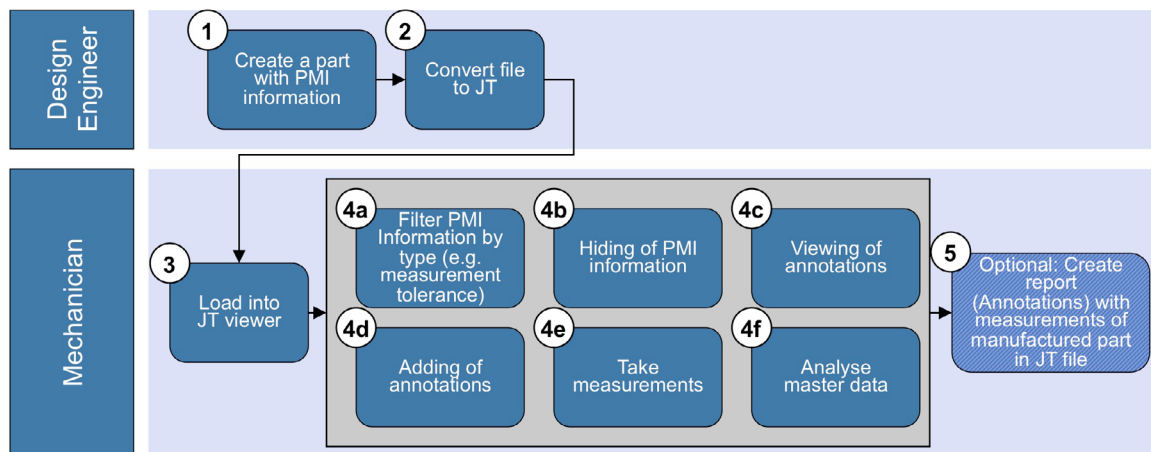 Design
Engineer
1
Create a part
with PMI
information
2
Convert file
to JT
Mechanician
3
Load into
JT viewer
4a
Filter PMI
Information by
type (e.g.
measurement
tolerance)
4b
Hiding of PMI
information
4c
Viewing of
annotations
4d
Adding of
annotations
4e
Take
measurements
4f
Analyse
master data
5
Optional: Create
report
(Annotations) with
measurements of
manufactured part
in JT file